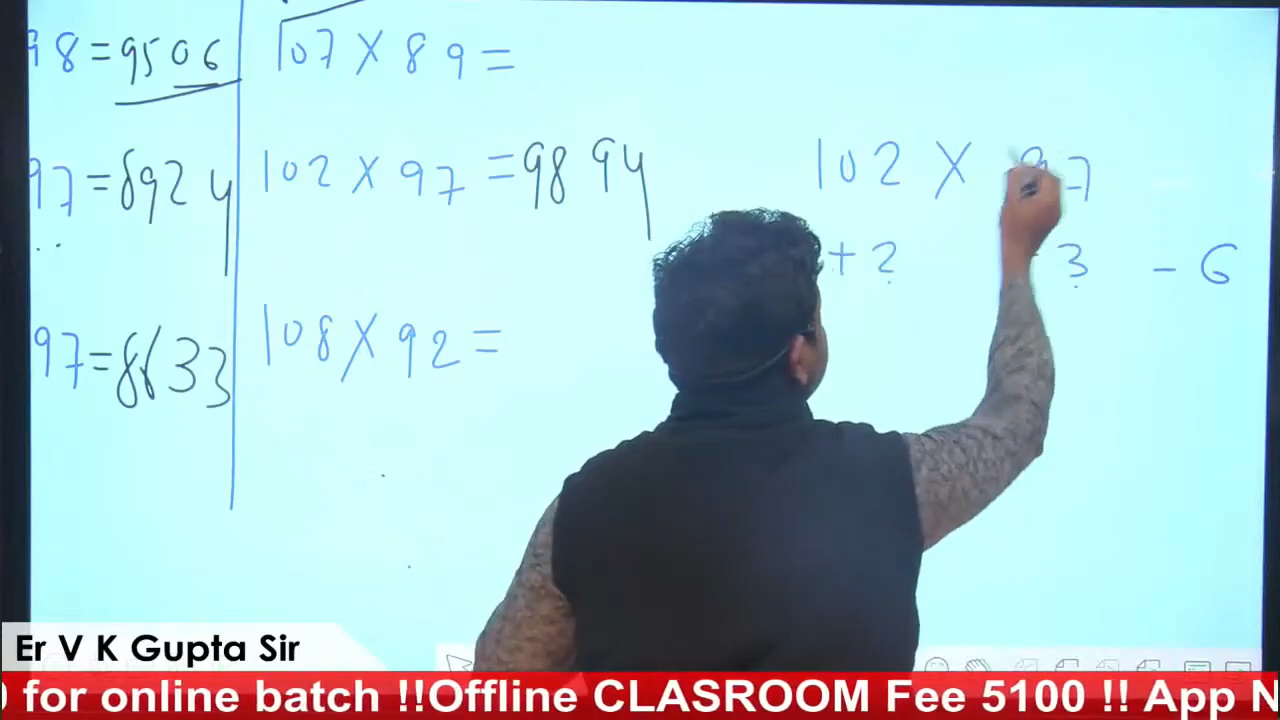 98 = 9506
107 X 89 =
97 = 8924
102 X 97 = 9894
102 X 97
+ 2 3 - 6
97 = 8633
108 X 92 =
Er V K Gupta Sir
for online batch !!Offline CLASROOM Fee 5100 !! App N